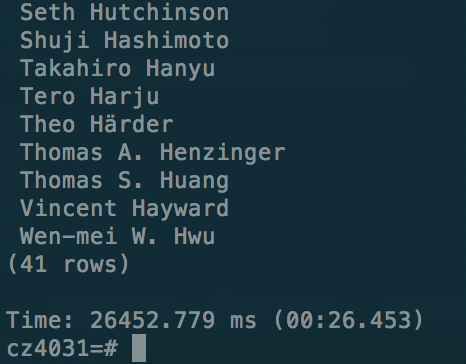 Seth Hutchinson
Shuji Hashimoto
Takahiro Hanyu
Tero Harju
Theo Härder
Thomas A. Henzinger
Thomas S. Huang
Vincent Hayward
Wen-mei W. Hwu
(41 rows)
Time: 26452.779 ms (00:26.453)
cz4031=#